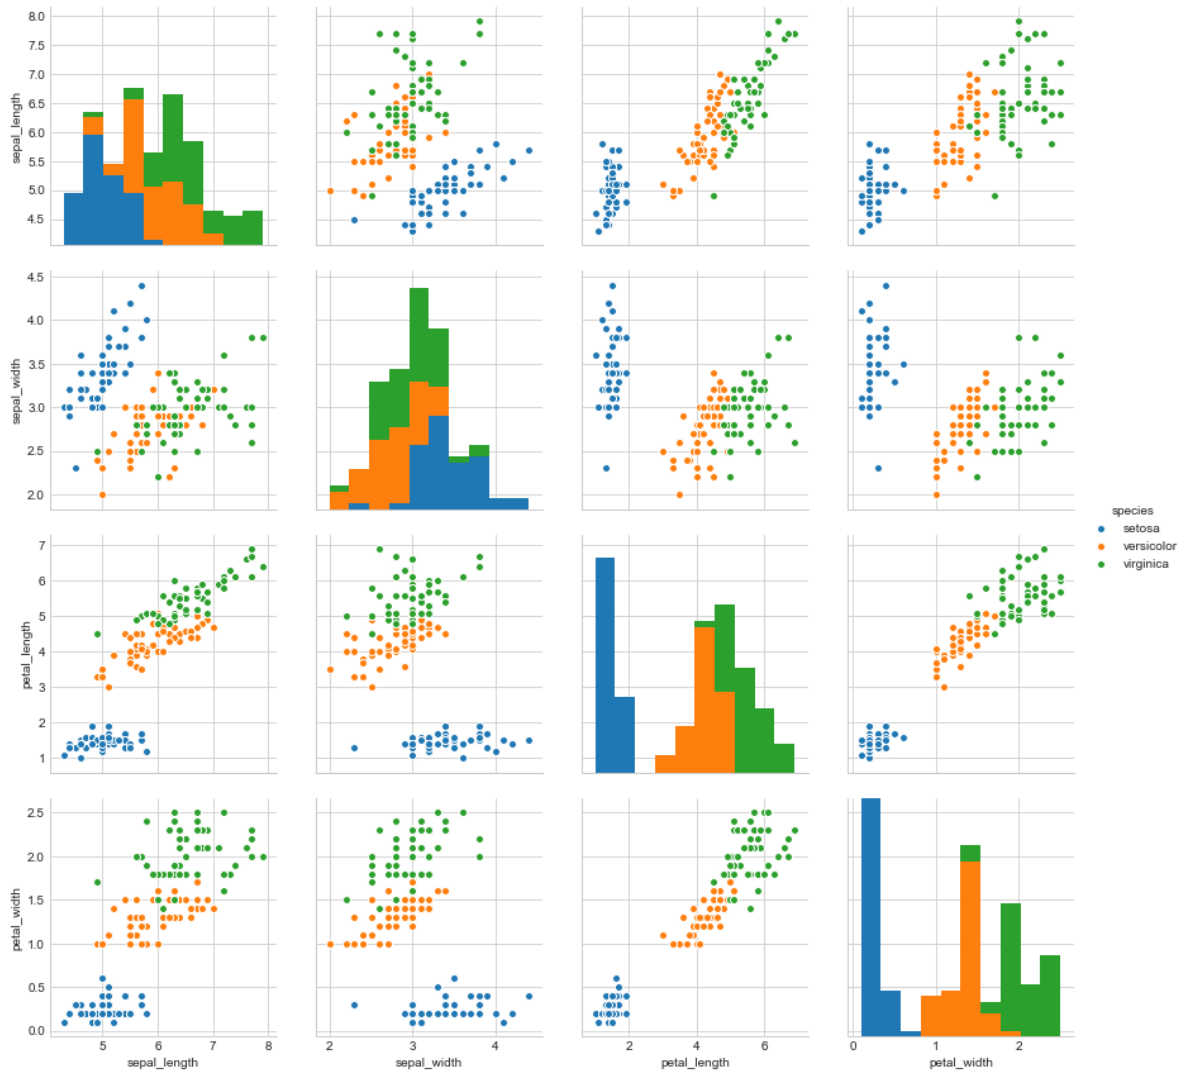 8.0
7.5
7.0
6.5
6.0
5.5
5.0
4.5
sepal_length
4.5
4.0
3.5
3.0
2.5
2.0
sepal_width
species
setosa
versicolor
virginica
7
6
5
4
3
2
1
petal_length
2.5
2.0
1.5
1.0
0.5
0.0
petal_width
5 6 7 8
sepal_length
2 3 4
sepal_width
2 4 6
petal_length
0 1 2
petal_width